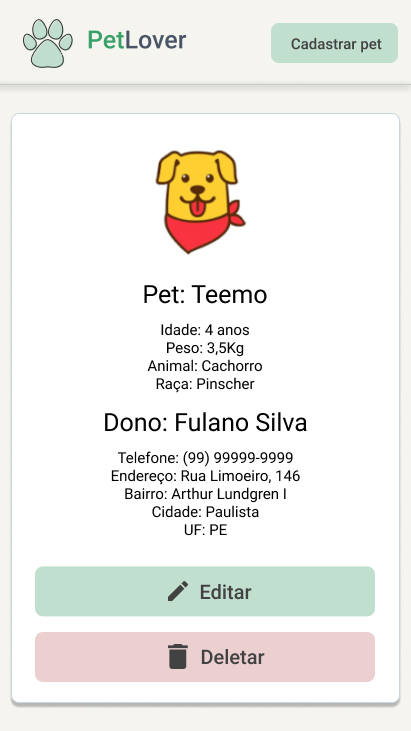 PetLover
Cadastrar pet
Pet: Teemo
Idade: 4 anos
Peso: 3,5Kg
Animal: Cachorro
Raça: Pinscher
Dono: Fulano Silva
Telefone: (99) 99999-9999
Endereço: Rua Limoeiro, 146
Bairro: Arthur Lundgren I
Cidade: Paulista
UF: PE
Editar
Deletar